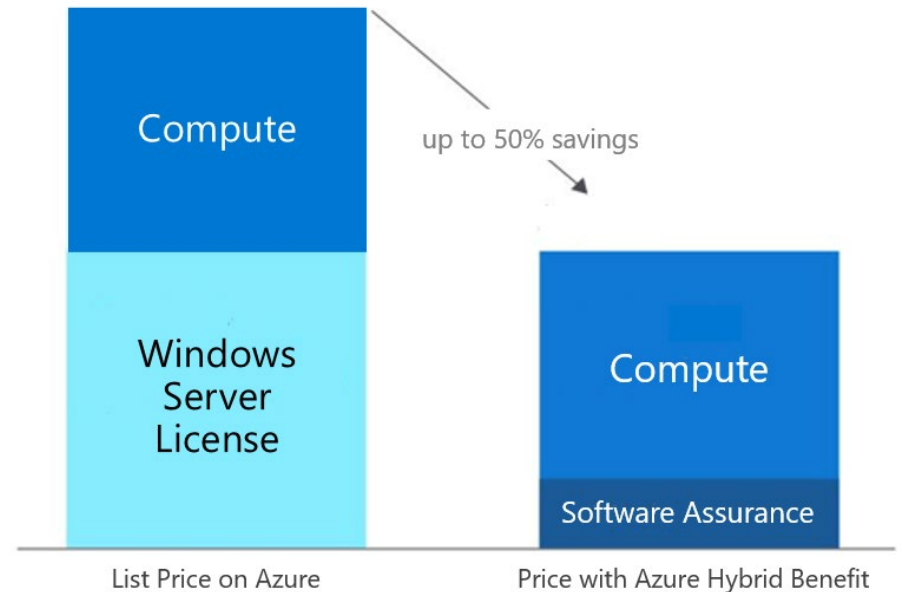 Compute
up to 50% savings
Windows
Server
License
Compute
Software Assurance
List Price on Azure
Price with Azure Hybrid Benefit